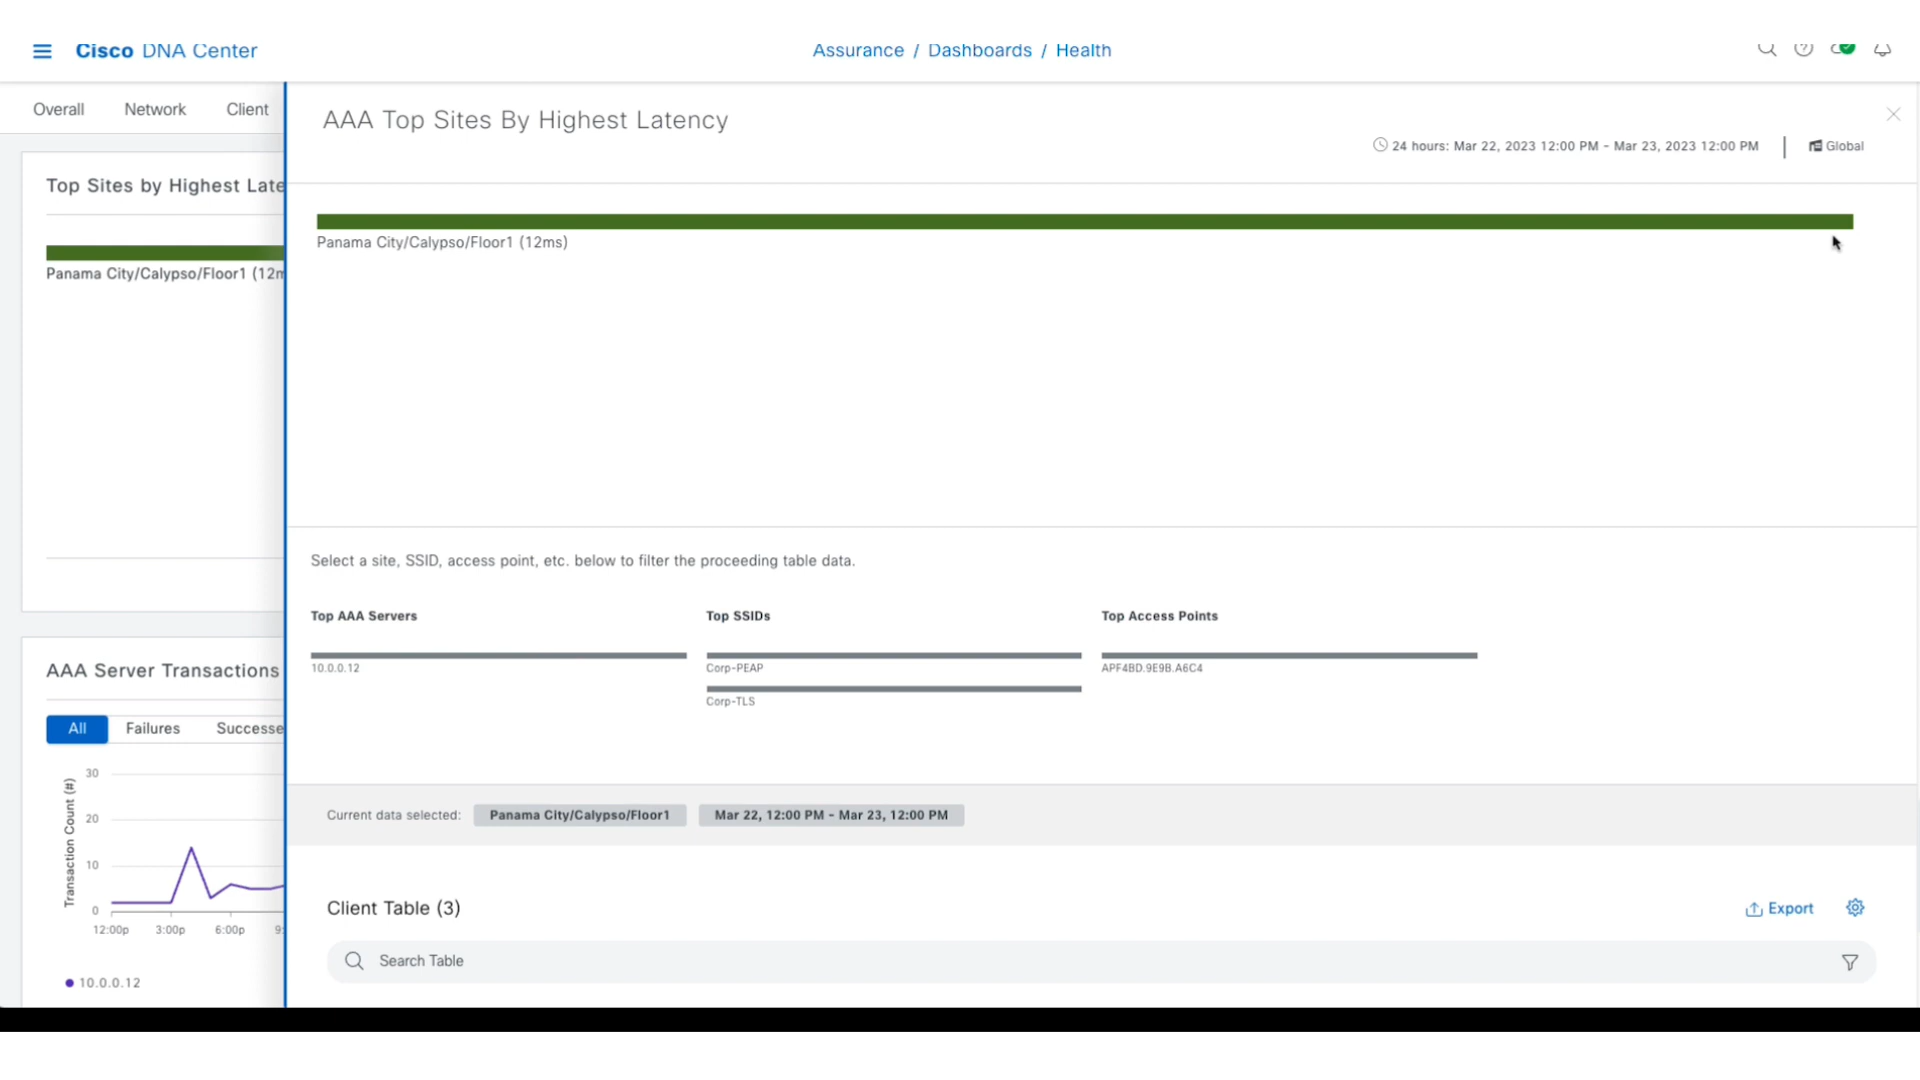 Cisco DNA Center
Assurance / Dashboards / Health
Overall Network Client
AAA Top Sites By Highest Latency
24 hours: Mar 22, 2023 12:00 PM - Mar 23, 2023 12:00 PM
Global
Top Sites by Highest Late
Panama City/Calypso/Floor1 (12ms)
Panama City/Calypso/Floor1 (12m
Select a site, SSID, access point, etc. below to filter the proceeding table data.
Top AAA Servers
10.0.0.12
Top SSIDs
Corp-PEAP
Corp-TLS
Top Access Points
APF4BD.9E9B.A6C4
AAA Server Transactions
All Failures Successe
Transaction Count (#)
30
20
10
0
12:00p 3:00p 6:00p 9:
10.0.0.12
Current data selected: Panama City/Calypso/Floor1 Mar 22, 12:00 PM - Mar 23, 12:00 PM
Client Table (3)
Export
Search Table